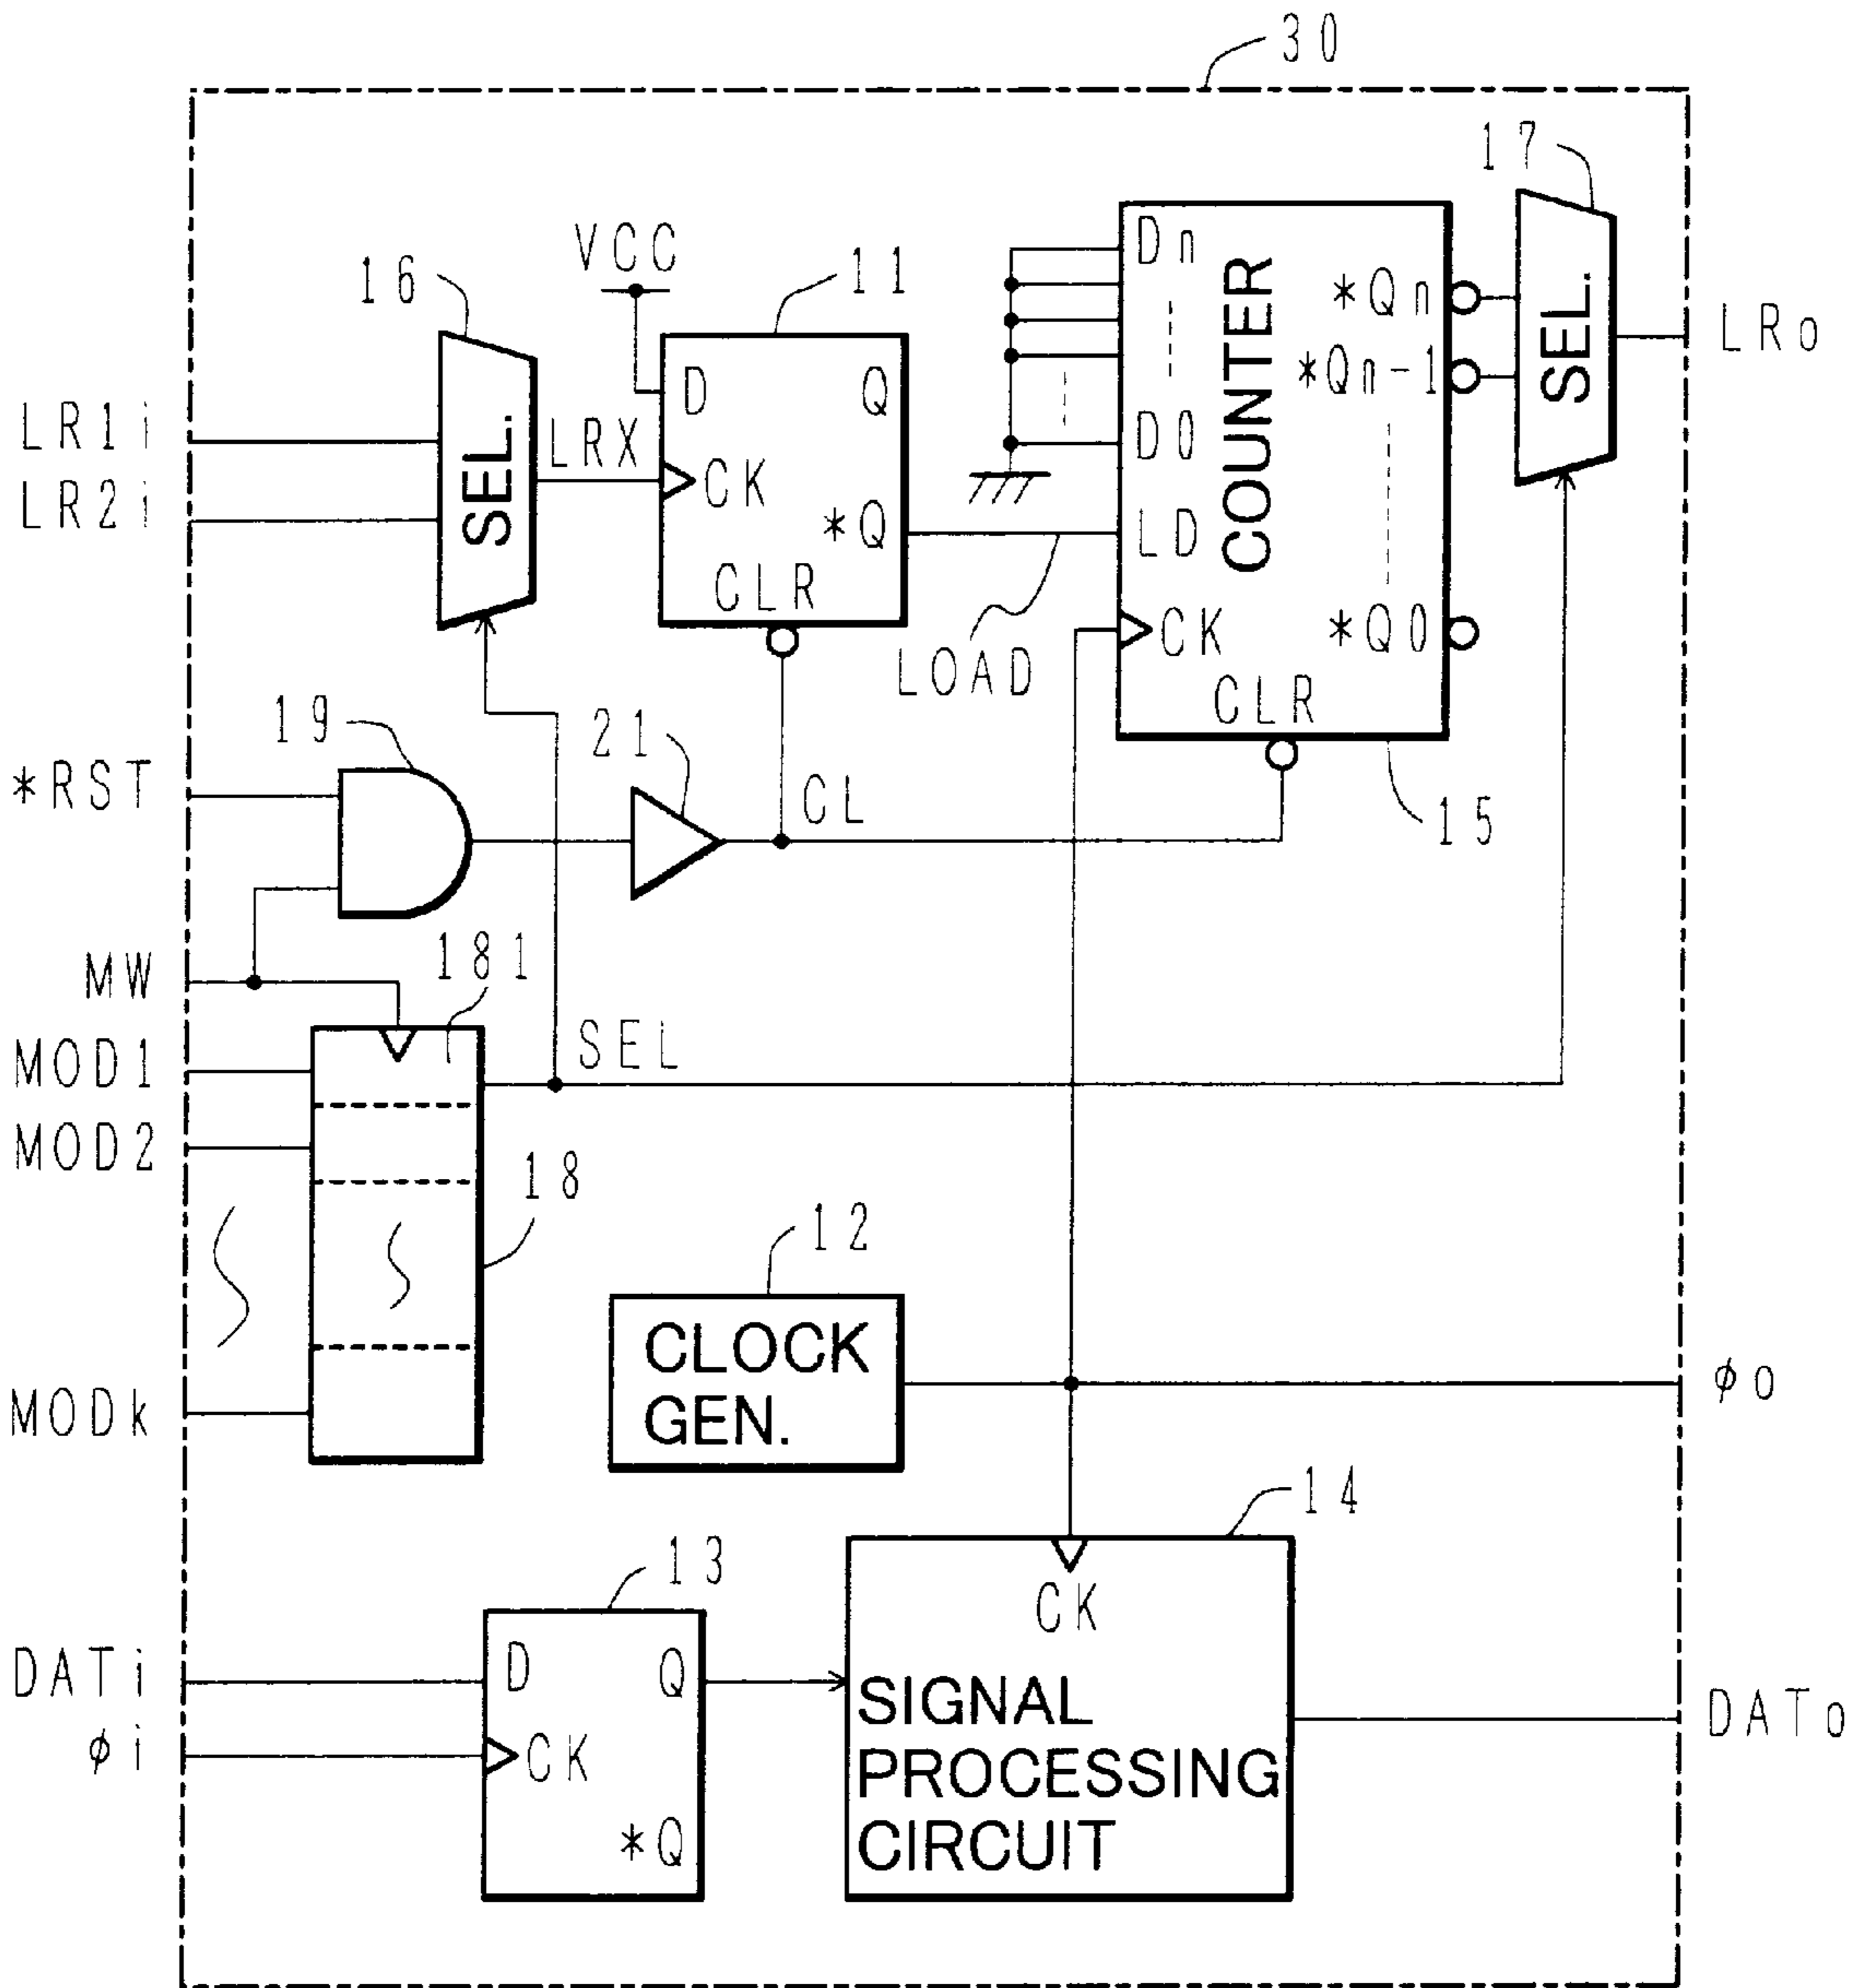 30
17
VCC
16
11
Dn
COUNTER
*Qn
SEL.
LRo
D
Q
*Qn-1
LR1i
SEL.
LRX
CK
D0
LR2i
*Q
LD
CLR
CK
*Q0
LOAD
CLR
19
21
*RST
CL
15
MW
181
MOD1
SEL
MOD2
18
12
CLOCK
GEN.
φo
MODk
14
13
CK
DATi
D
Q
SIGNAL
PROCESSING
CIRCUIT
DATo
φi
CK
*Q